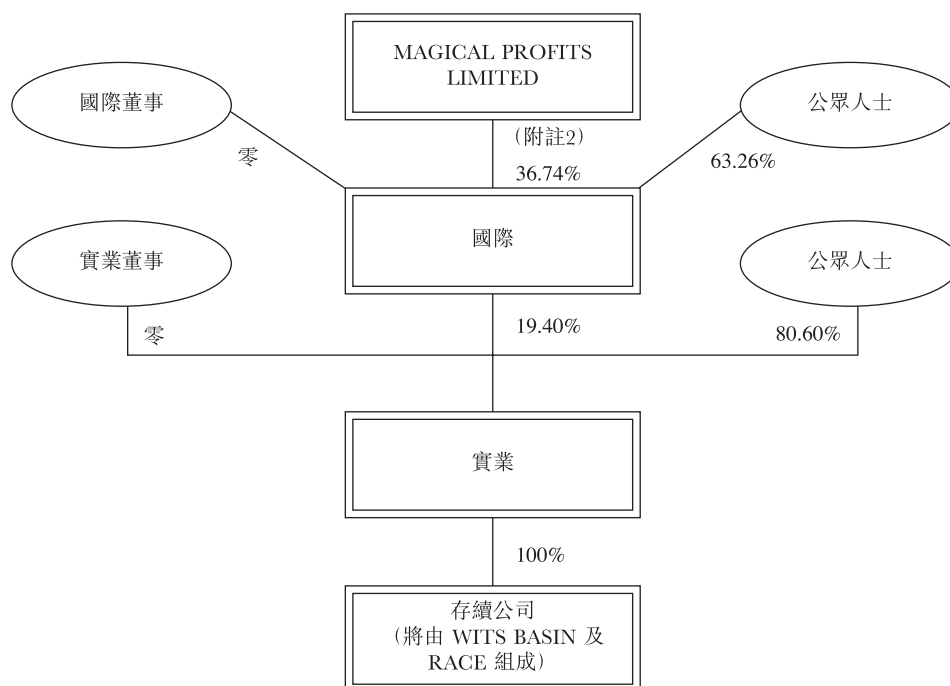 MAGICAL PROFITS
LIMITED
國際董事
公眾人士
(附註2)
零
36.74%
63.26%
國際
實業董事
公眾人士
零
19.40%
80.60%
實業
100%
存續公司
(將由 WITS BASIN 及
RACE 組成)